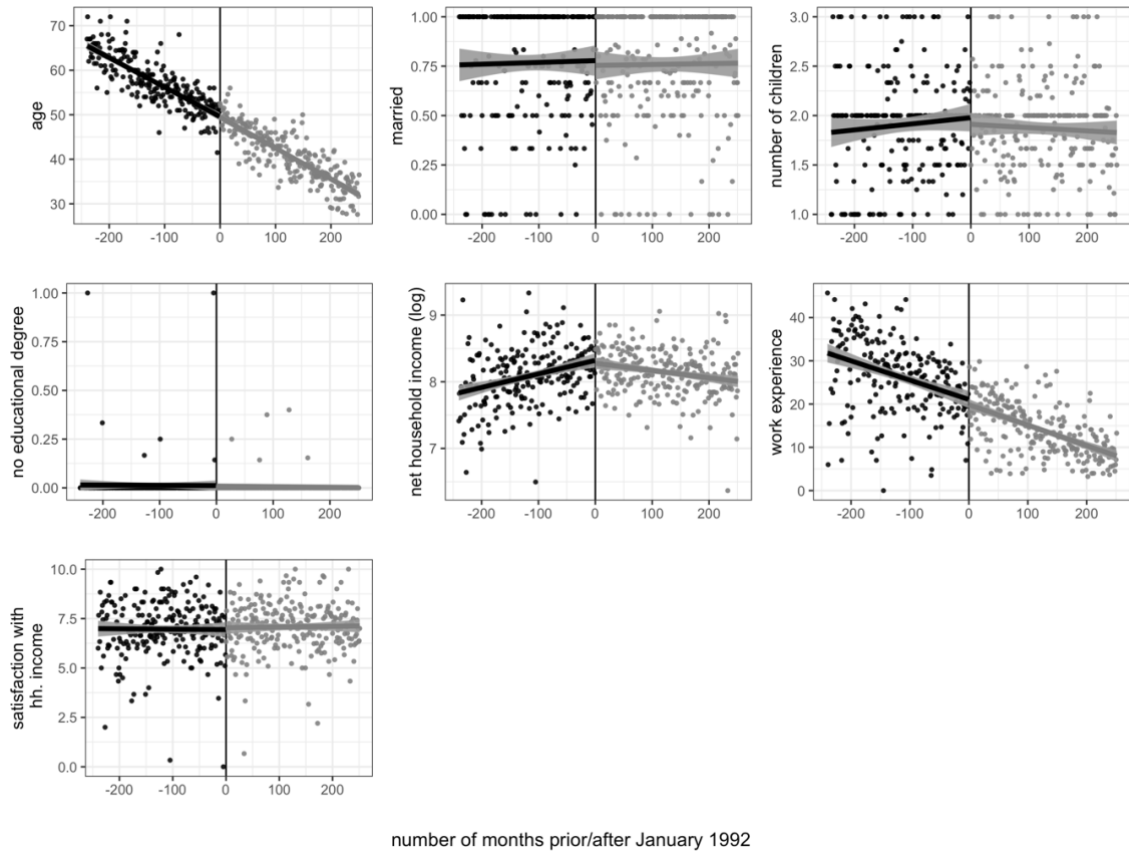 age
70
60
50
40
30
-200 -100 0 100 200
married
1.00
0.75
0.50
0.25
0.00
-200 -100 0 100 200
number of children
3.0
2.5
2.0
1.5
1.0
-200 -100 0 100 200
no educational degree
1.00
0.75
0.50
0.25
0.00
-200 -100 0 100 200
net household income (log)
9
8
7
-200 -100 0 100 200
work experience
40
30
20
10
0
-200 -100 0 100 200
satisfaction with
hh. income
10.0
7.5
5.0
2.5
0.0
-200 -100 0 100 200
number of months prior/after January 1992